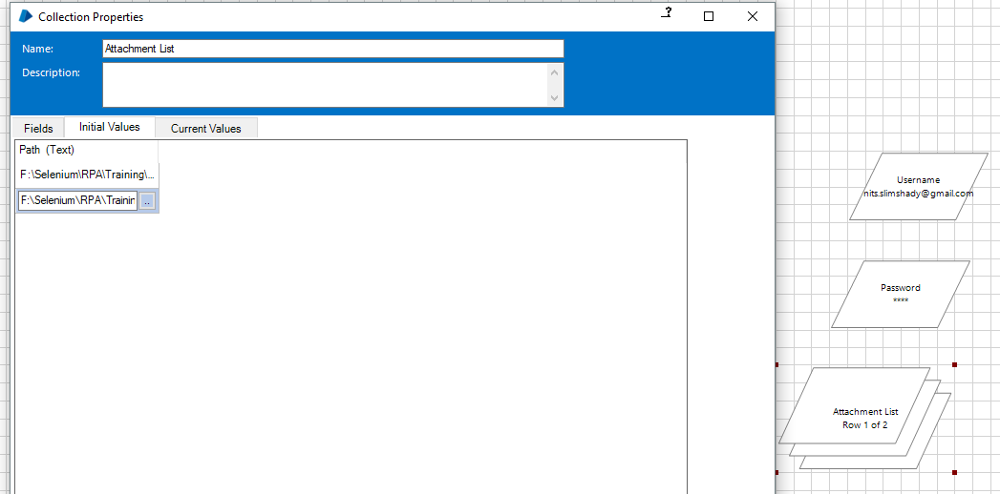 Collection Properties
?
Name:
Attachment List
Description:
Fields
Initial Values
Current Values
Path (Text)
F:\Selenium\RPA\Training\...
F:\Selenium\RPA\Trainin
..
Username
nits.slimshady@gmail.com
Password
****
Attachment List
Row 1 of 2